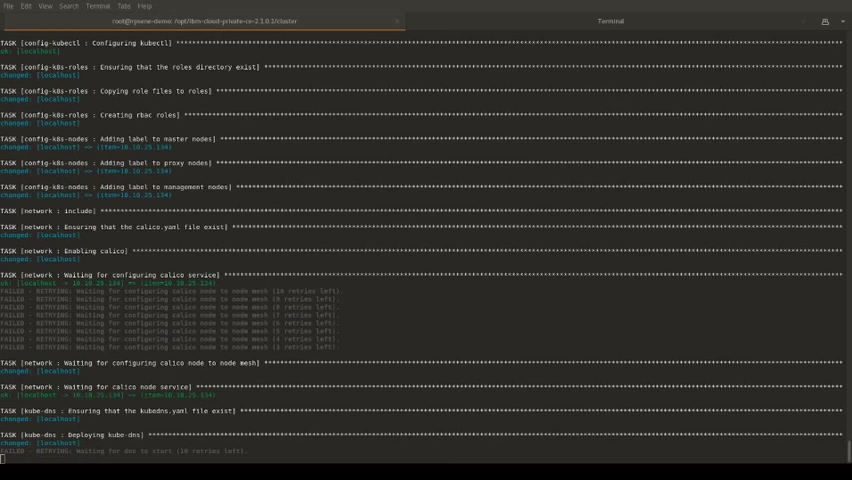 File Edit View Search Terminal Tabs Help
Terminal
TASK [config-kubectl : Configuring kubectl] ****************************************
ok: [localhost]
TASK [config-k8s-roles : Ensuring that the roles directory exist] ****************************************
changed: [localhost]
TASK [config-k8s-roles : Copying role files to roles] ****************************************
changed: [localhost]
TASK [config-k8s-roles : Creating rbac roles] ****************************************
changed: [localhost]
TASK [config-k8s-nodes : Adding label to master nodes] ****************************************
changed: [localhost] => (item=10.10.25.134)
TASK [config-k8s-nodes : Adding label to proxy nodes] ****************************************
changed: [localhost] => (item=10.10.25.134)
TASK [config-k8s-nodes : Adding label to management nodes] ****************************************
changed: [localhost] => (item=10.10.25.134)
TASK [network : include] ****************************************
TASK [network : Ensuring that the calico.yaml file exist] ****************************************
changed: [localhost]
TASK [network : Enabling calico] ****************************************
changed: [localhost]
TASK [network : Waiting for configuring calico service] ****************************************
ok: [localhost -> 10.10.25.134] => (item=10.10.25.134)
FAILED - RETRYING: Waiting for configuring calico node to node mesh (10 retries left).
FAILED - RETRYING: Waiting for configuring calico node to node mesh (9 retries left).
FAILED - RETRYING: Waiting for configuring calico node to node mesh (8 retries left).
FAILED - RETRYING: Waiting for configuring calico node to node mesh (7 retries left).
FAILED - RETRYING: Waiting for configuring calico node to node mesh (6 retries left).
FAILED - RETRYING: Waiting for configuring calico node to node mesh (5 retries left).
FAILED - RETRYING: Waiting for configuring calico node to node mesh (4 retries left).
FAILED - RETRYING: Waiting for configuring calico node to node mesh (3 retries left).
TASK [network : Waiting for configuring calico node to node mesh] ****************************************
changed: [localhost]
TASK [network : Waiting for calico node service] ****************************************
ok: [localhost -> 10.10.25.134] => (item=10.10.25.134)
TASK [kube-dns : Ensuring that the kubedns.yaml file exist] ****************************************
changed: [localhost]
TASK [kube-dns : Deploying kube-dns] ****************************************
changed: [localhost]
FAILED - RETRYING: Waiting for dns to start (10 retries left).